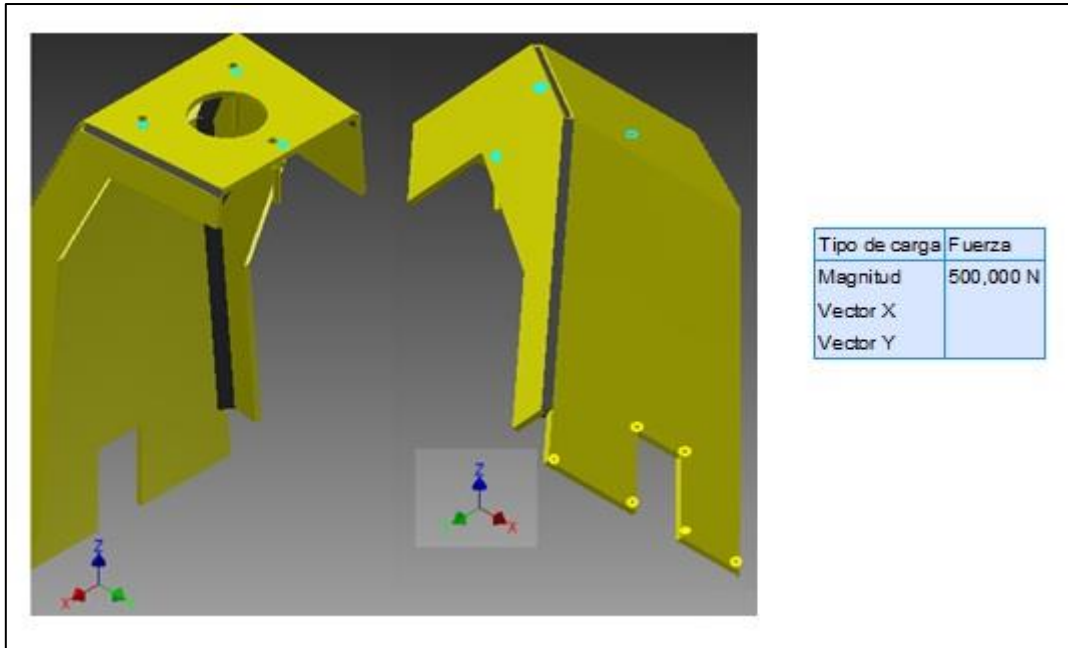 Z
X
Z
X
Tipo de carga Fuerza
Magnitud 500,000 N
Vector X
Vector Y